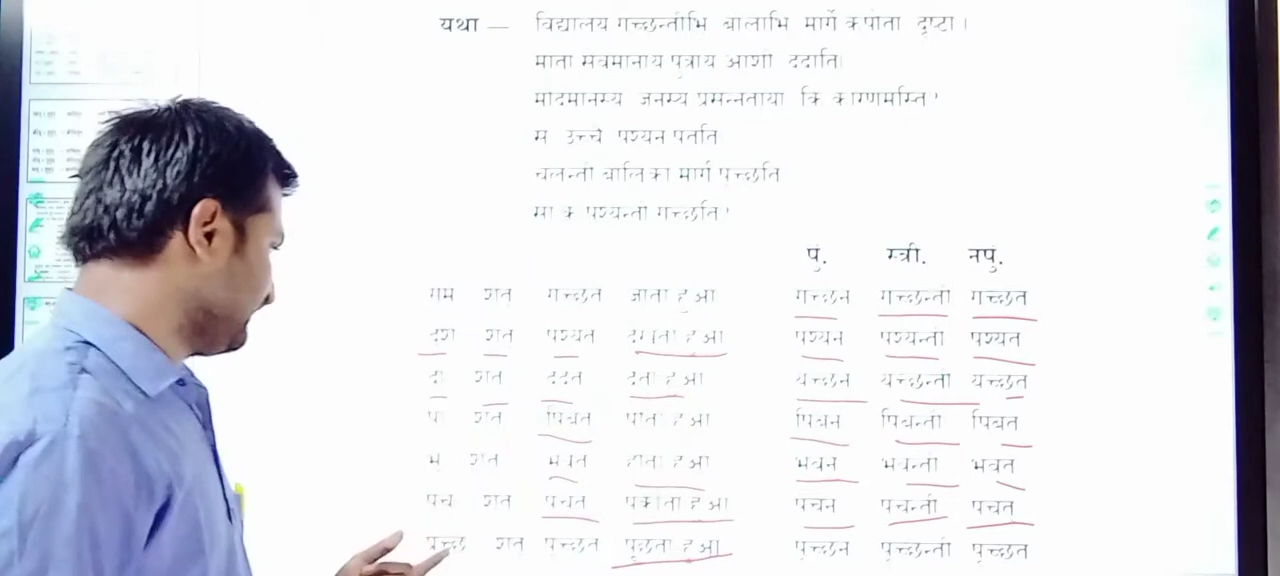 यथा — विद्यालय गच्छन्तीभि बालाभि मार्गे कपोता दृष्टा ।
माता सेवमानाय पुत्राय आशी ददाति।
मोदमानस्य जनस्य प्रसन्नताया कि कारणमस्ति ?
स उच्चै पश्यन पतति
चलन्ती बालिका मार्ग पृच्छति
सा क पश्यन्ती गच्छति ?
पुं. स्त्री. नपुं.
गम शतृ गच्छत जाता हुआ गच्छन गच्छन्ती गच्छत
दृश शतृ पश्यत देखता हुआ पश्यन पश्यन्ती पश्यत
दा शतृ ददत देता हुआ यच्छन यच्छन्ती यच्छत
पा शतृ पिबत पीता हुआ पिबन पिबन्ती पिबत
भू शतृ भवत होता हुआ भवन भवन्ती भवत
पच शतृ पचत पकाता हुआ पचन पचन्ती पचत
पृच्छ शतृ पृच्छत पूछता हुआ पृच्छन पृच्छन्ती पृच्छत